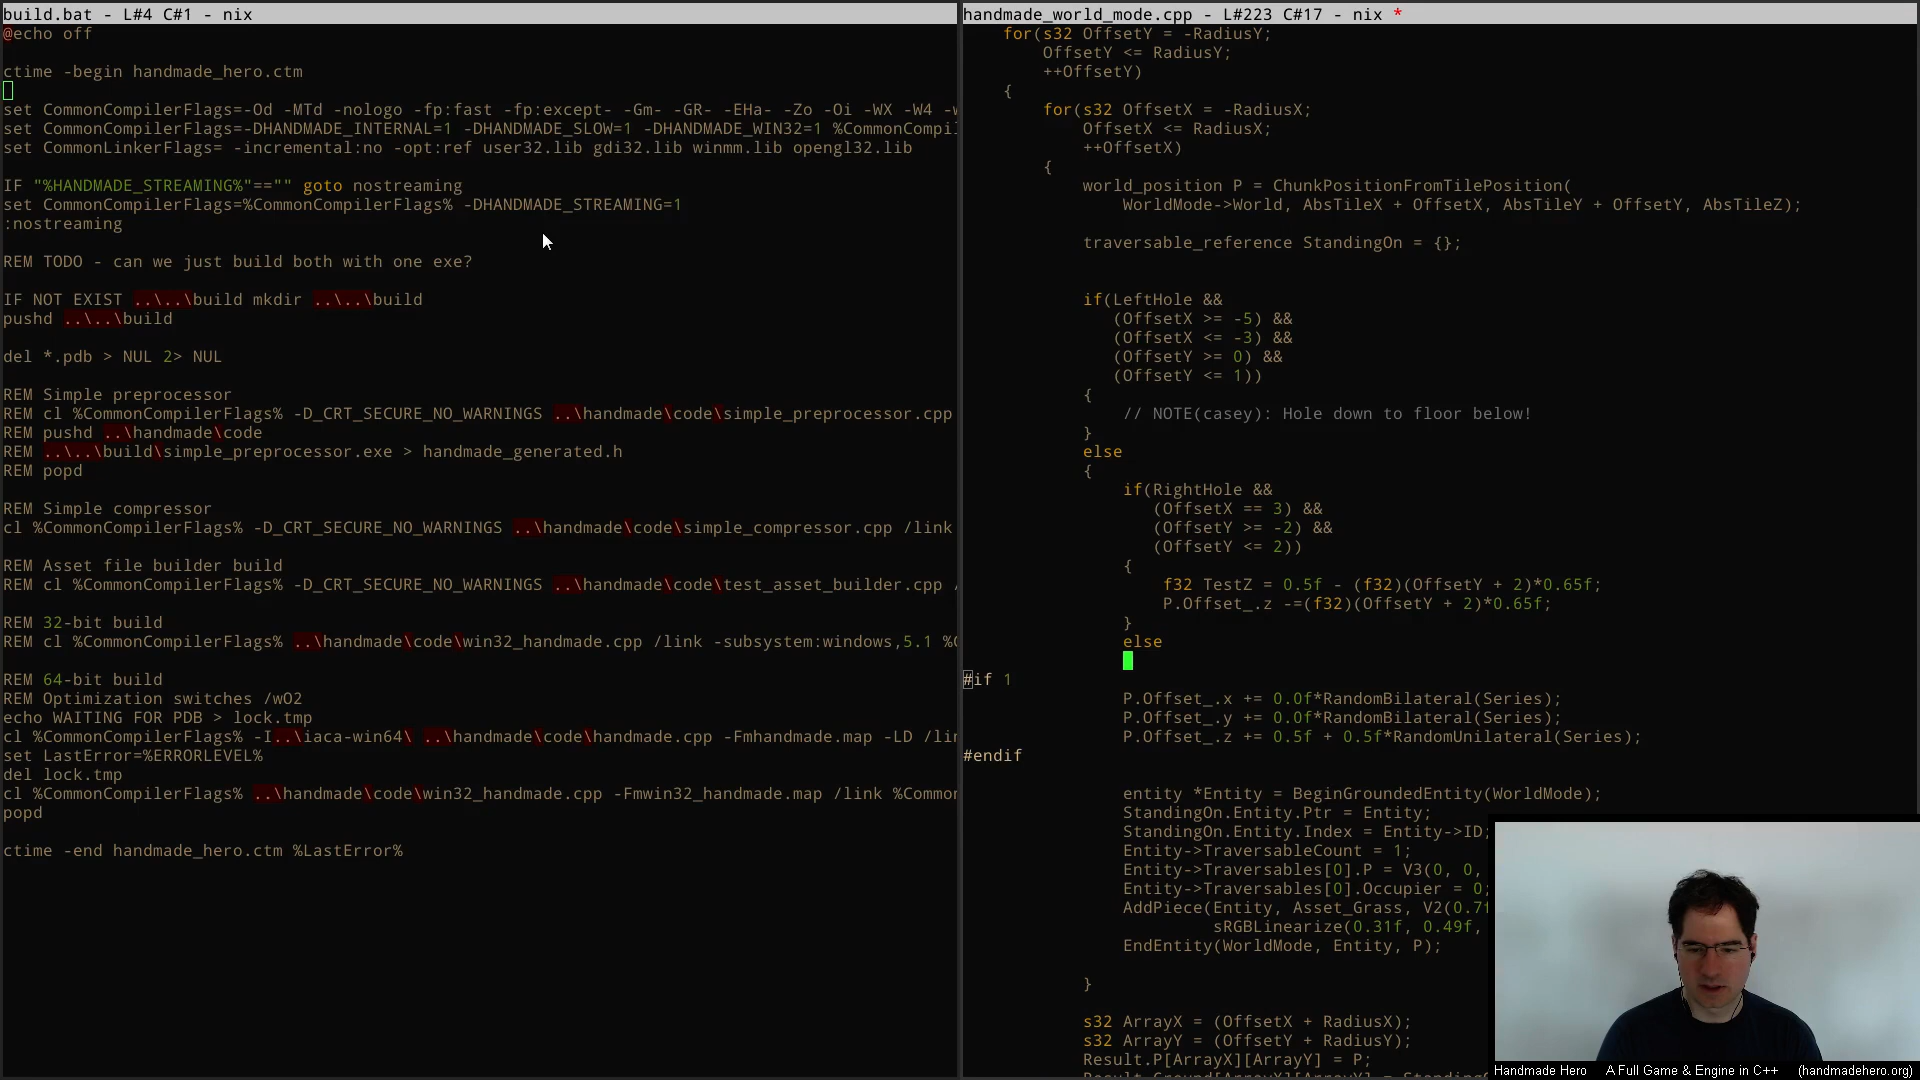 build.bat - L#4 C#1 - nix
@echo off
ctime -begin handmade_hero.ctm
set CommonCompilerFlags=-Od -MTd -nologo -fp:fast -fp:except- -Gm- -GR- -EHa- -Zo -Oi -WX -W4
set CommonCompilerFlags=-DHANDMADE_INTERNAL=1 -DHANDMADE_SLOW=1 -DHANDMADE_WIN32=1 %CommonCompil
set CommonLinkerFlags= -incremental:no -opt:ref user32.lib gdi32.lib winmm.lib opengl32.lib
IF "%HANDMADE_STREAMING%"=="" goto nostreaming
set CommonCompilerFlags=%CommonCompilerFlags% -DHANDMADE_STREAMING=1
:nostreaming
REM TODO - can we just build both with one exe?
IF NOT EXIST ..\..\build mkdir ..\..\build
pushd ..\..\build
del *.pdb > NUL 2> NUL
REM Simple preprocessor
REM cl %CommonCompilerFlags% -D_CRT_SECURE_NO_WARNINGS ..\handmade\code\simple_preprocessor.cpp
REM pushd ..\handmade\code
REM ..\..\build\simple_preprocessor.exe > handmade_generated.h
REM popd
REM Simple compressor
cl %CommonCompilerFlags% -D_CRT_SECURE_NO_WARNINGS ..\handmade\code\simple_compressor.cpp /link
REM Asset file builder build
REM cl %CommonCompilerFlags% -D_CRT_SECURE_NO_WARNINGS ..\handmade\code\test_asset_builder.cpp /
REM 32-bit build
REM cl %CommonCompilerFlags% ..\handmade\code\win32_handmade.cpp /link -subsystem:windows,5.1 %C
REM 64-bit build
REM Optimization switches /wO2
echo WAITING FOR PDB > lock.tmp
cl %CommonCompilerFlags% -I..\iaca-win64\ ..\handmade\code\handmade.cpp -Fmhandmade.map -LD /lin
set LastError=%ERRORLEVEL%
del lock.tmp
cl %CommonCompilerFlags% ..\handmade\code\win32_handmade.cpp -Fmwin32_handmade.map /link %Common
popd
ctime -end handmade_hero.ctm %LastError%
handmade_world_mode.cpp - L#223 C#17 - nix *
for(s32 OffsetY = -RadiusY;
OffsetY <= RadiusY;
++OffsetY)
{
for(s32 OffsetX = -RadiusX;
OffsetX <= RadiusX;
++OffsetX)
{
world_position P = ChunkPositionFromTilePosition(
WorldMode->World, AbsTileX + OffsetX, AbsTileY + OffsetY, AbsTileZ);
traversable_reference StandingOn = {};
if(LeftHole &&
(OffsetX >= -5) &&
(OffsetX <= -3) &&
(OffsetY >= 0) &&
(OffsetY <= 1))
{
// NOTE(casey): Hole down to floor below!
}
else
{
if(RightHole &&
(OffsetX == 3) &&
(OffsetY >= -2) &&
(OffsetY <= 2))
{
f32 TestZ = 0.5f - (f32)(OffsetY + 2)*0.65f;
P.Offset_.z -=(f32)(OffsetY + 2)*0.65f;
}
else
#if 1
P.Offset_.x += 0.0f*RandomBilateral(Series);
P.Offset_.y += 0.0f*RandomBilateral(Series);
P.Offset_.z += 0.5f + 0.5f*RandomUnilateral(Series);
#endif
entity *Entity = BeginGroundedEntity(WorldMode);
StandingOn.Entity.Ptr = Entity;
StandingOn.Entity.Index = Entity->ID;
Entity->TraversableCount = 1;
Entity->Traversables[0].P = V3(0, 0,
Entity->Traversables[0].Occupier = 0;
AddPiece(Entity, Asset_Grass, V2(0.7f
sRGBLinearize(0.31f, 0.49f,
EndEntity(WorldMode, Entity, P);
}
s32 ArrayX = (OffsetX + RadiusX);
s32 ArrayY = (OffsetY + RadiusY);
Result.P[ArrayX][ArrayY] = P;
Handmade Hero A Full Game & Engine in C++ (handmadehero.org)